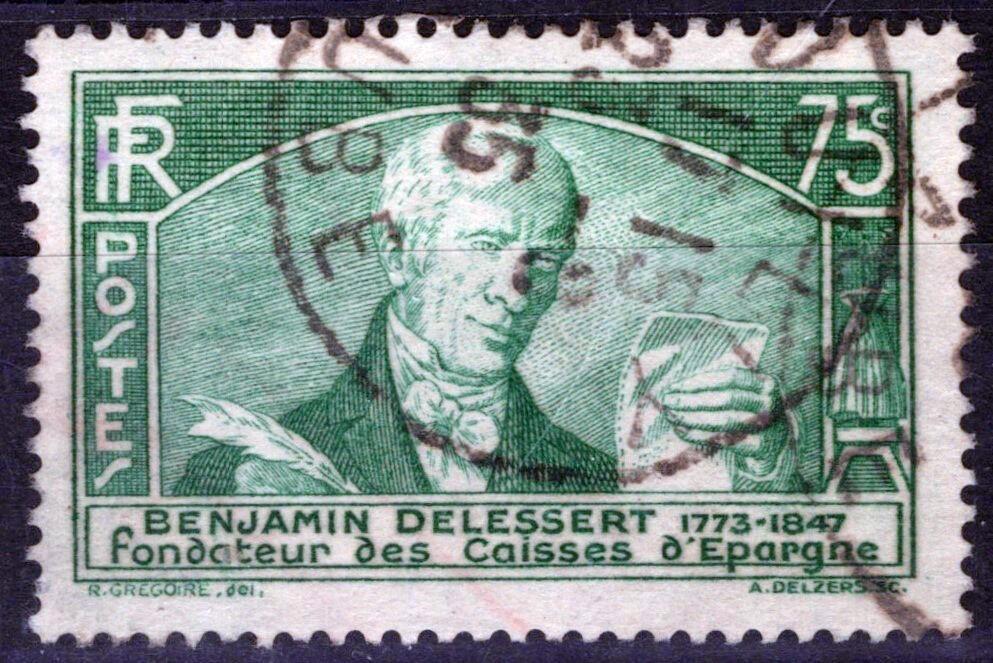 RF
75c
POSTES
BENJAMIN DELESSERT 1773-1847
fondateur des Caisses d'Epargne
R. GREGOIRE, del.
A. DELZERS. SC.